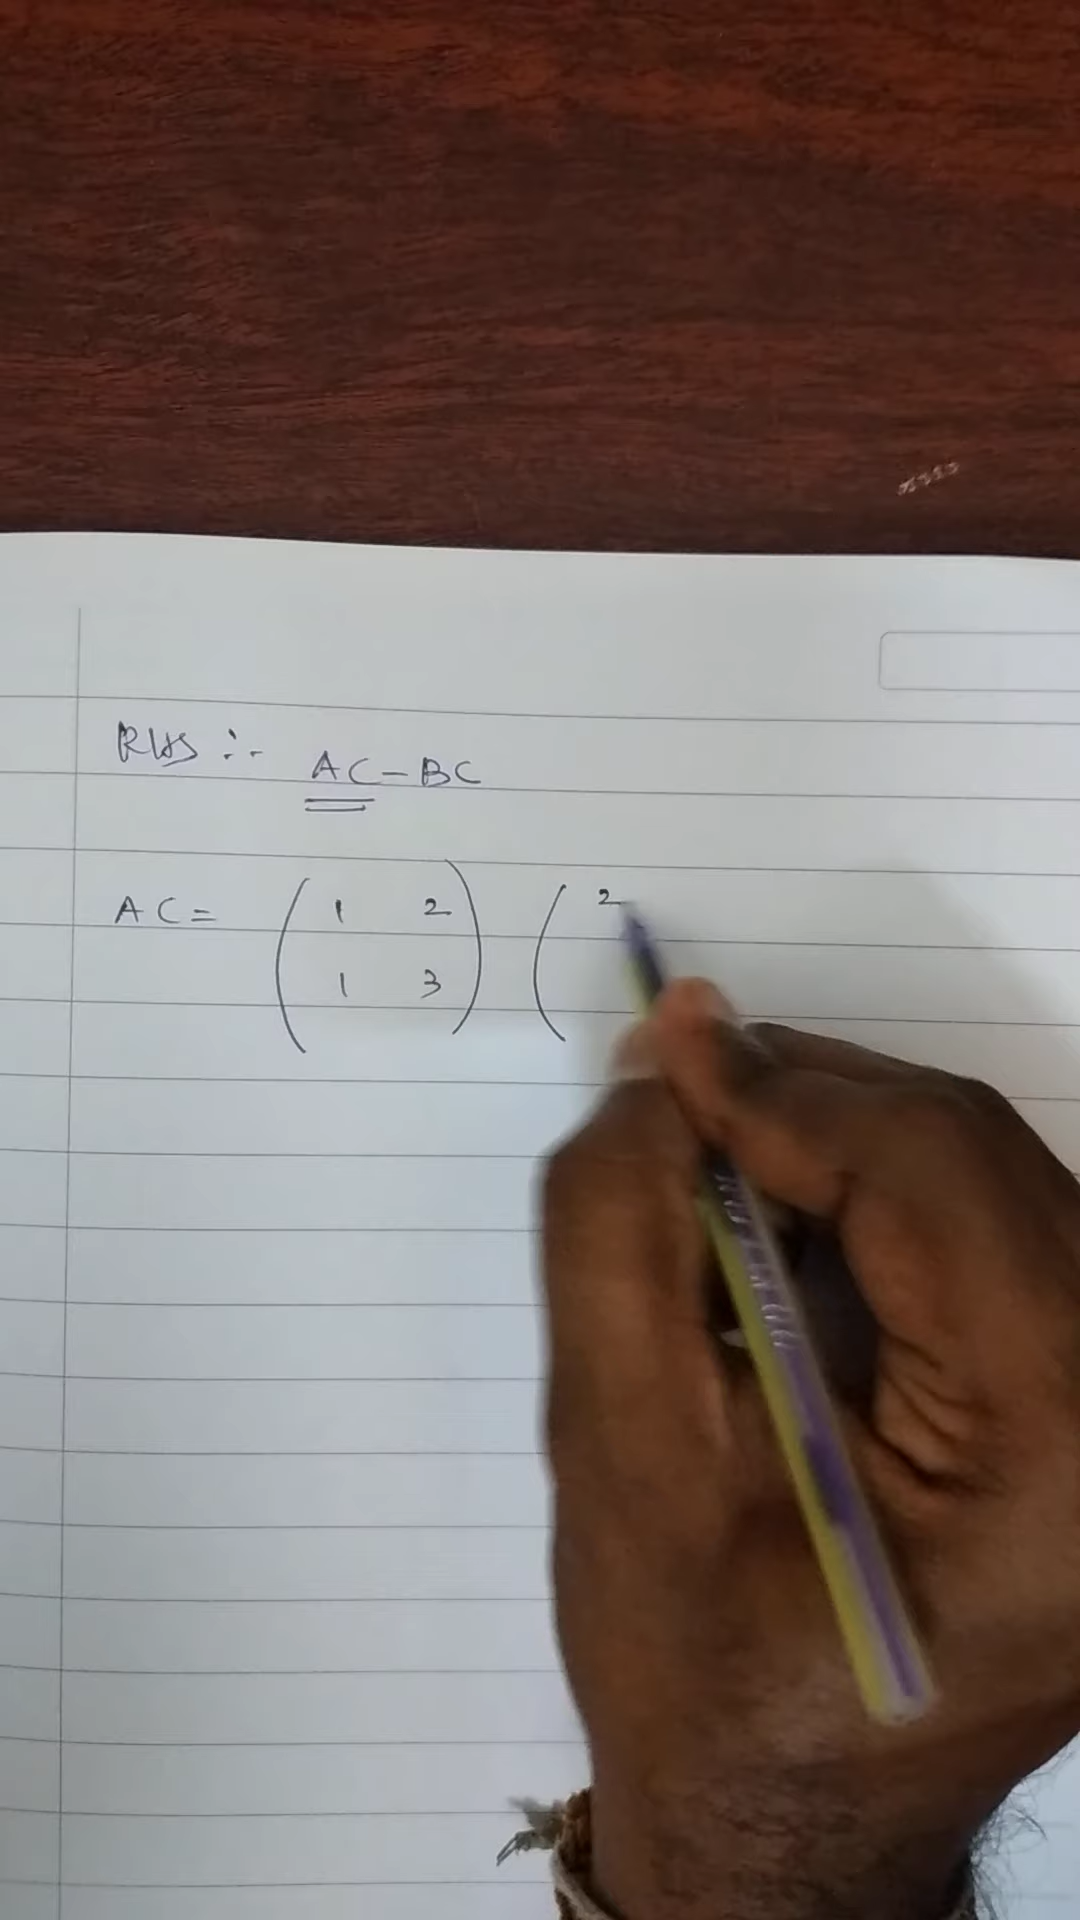 RHS :- AC - BC
AC = ( 1 2 ) ( 2
1 3